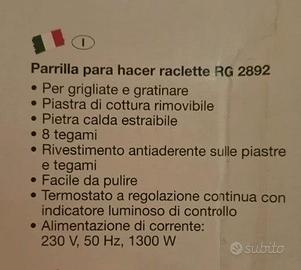 I
Parrilla para hacer raclette RG 2892
• Per grigliate e gratinare
• Piastra di cottura rimovibile
• Pietra calda estraibile
• 8 tegami
• Rivestimento antiaderente sulle piastre
e tegami
• Facile da pulire
• Termostato a regolazione continua con
indicatore luminoso di controllo
• Alimentazione di corrente:
230 V, 50 Hz, 1300 W
subito